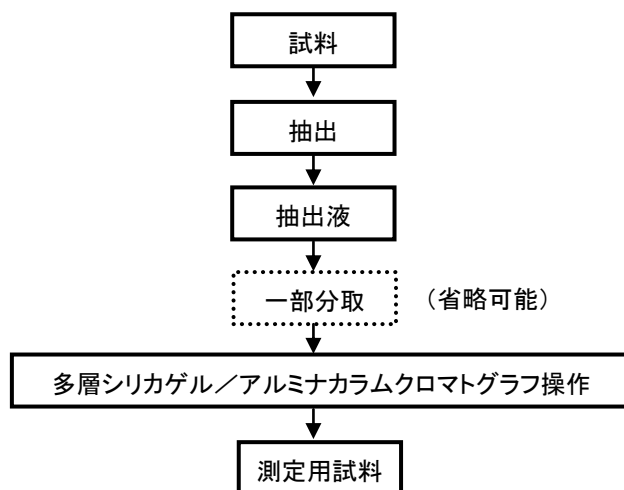 試料
抽出
抽出液
一部分取 （省略可能）
多層シリカゲル／アルミナカラムクロマトグラフ操作
測定用試料